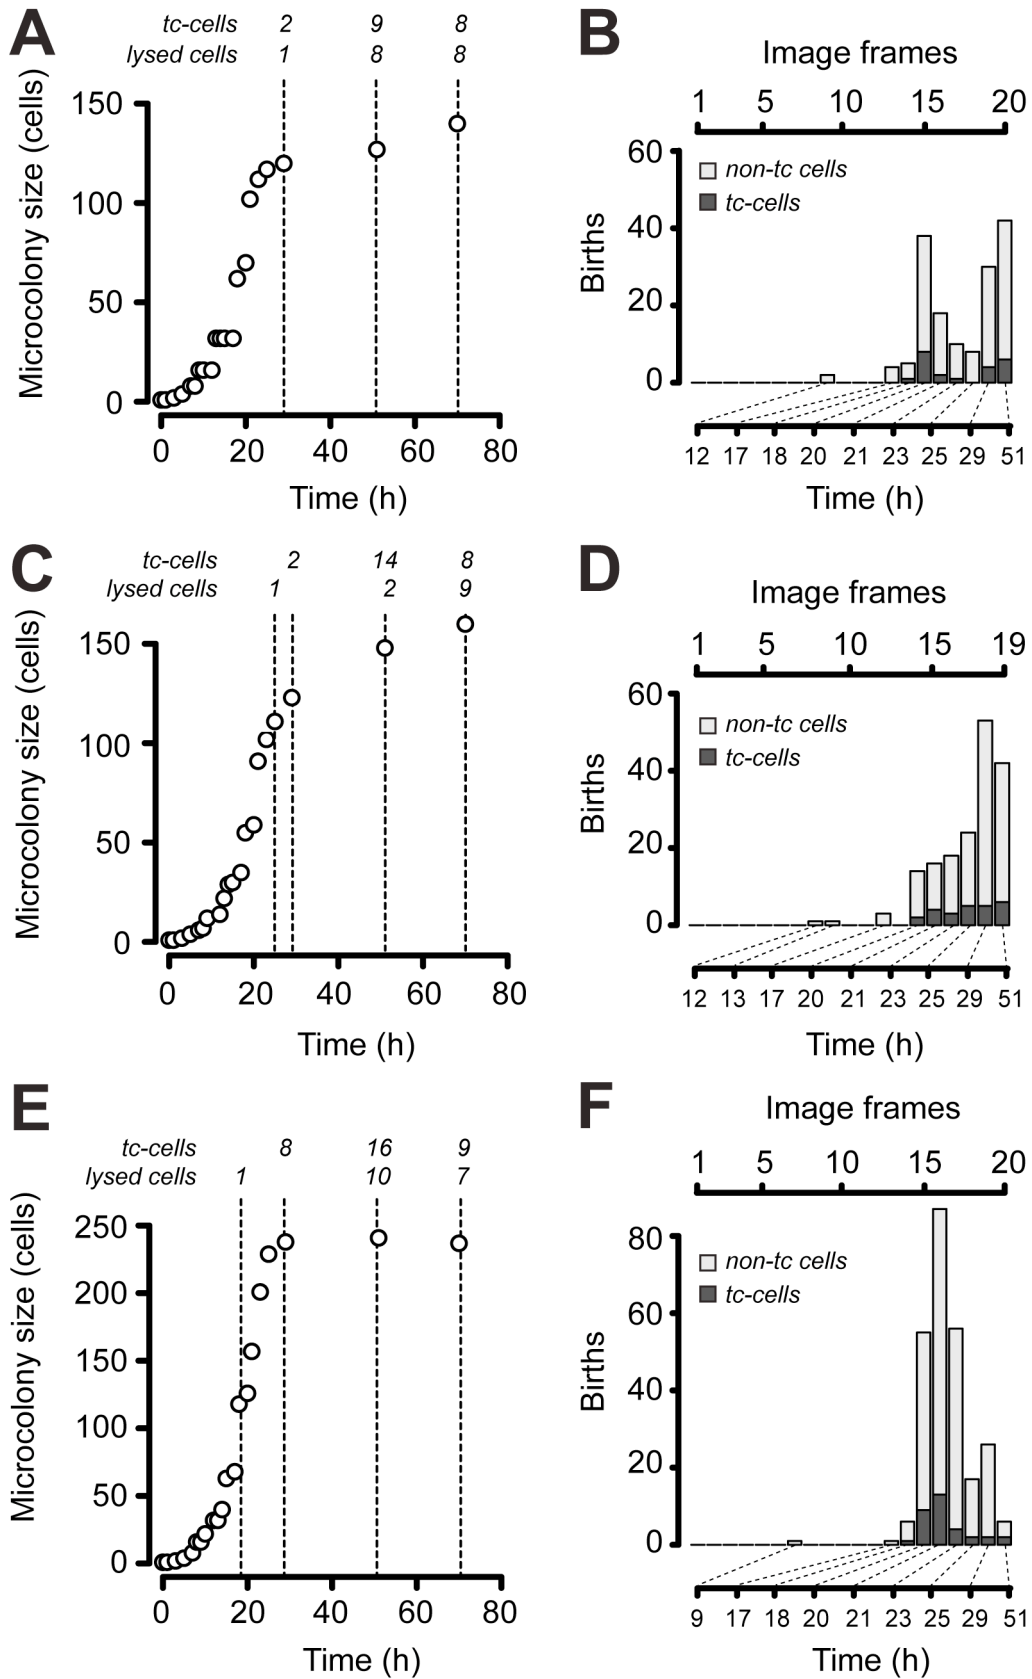 A
tc-cells 2 9 8
lysed cells 1 8 8
Microcolony size (cells)
150
100
50
0
0 20 40 60 80
Time (h)
B
Image frames
1 5 10 15 20
non-tc cells
tc-cells
Births
60
40
20
0
12 17 18 20 21 23 25 29 51
Time (h)
C
tc-cells 2 14 8
lysed cells 1 2 9
Microcolony size (cells)
150
100
50
0
0 20 40 60 80
Time (h)
D
Image frames
1 5 10 15 19
non-tc cells
tc-cells
Births
60
40
20
0
12 13 17 20 21 23 25 29 51
Time (h)
E
tc-cells 8 16 9
lysed cells 1 10 7
Microcolony size (cells)
250
200
150
100
50
0
0 20 40 60 80
Time (h)
F
Image frames
1 5 10 15 20
non-tc cells
tc-cells
Births
80
60
40
20
0
9 17 18 20 21 23 25 29 51
Time (h)